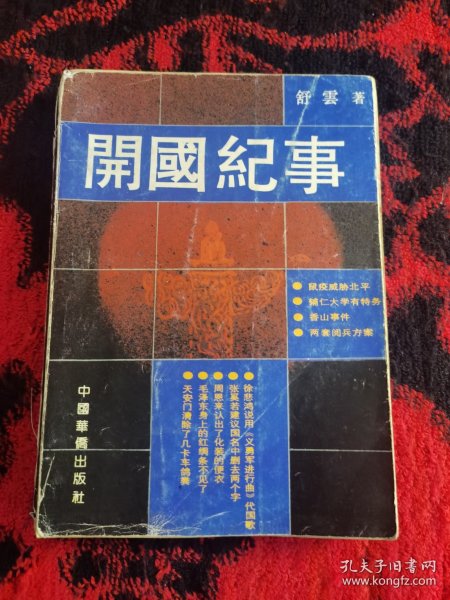 舒雲 著
開國紀事
●鼠疫威胁北平
●辅仁大学有特务
●香山事件
●两套阅兵方案
●徐悲鸿说用《义勇军进行曲》代国歌
●张奚若建议国名中删去两个字
●周恩来认出了化装的便衣
●毛泽东身上的红绸条不见了
●天安门清除了几卡车鸽粪
中國華僑出版社
孔夫子旧书网
www.kongfz.com